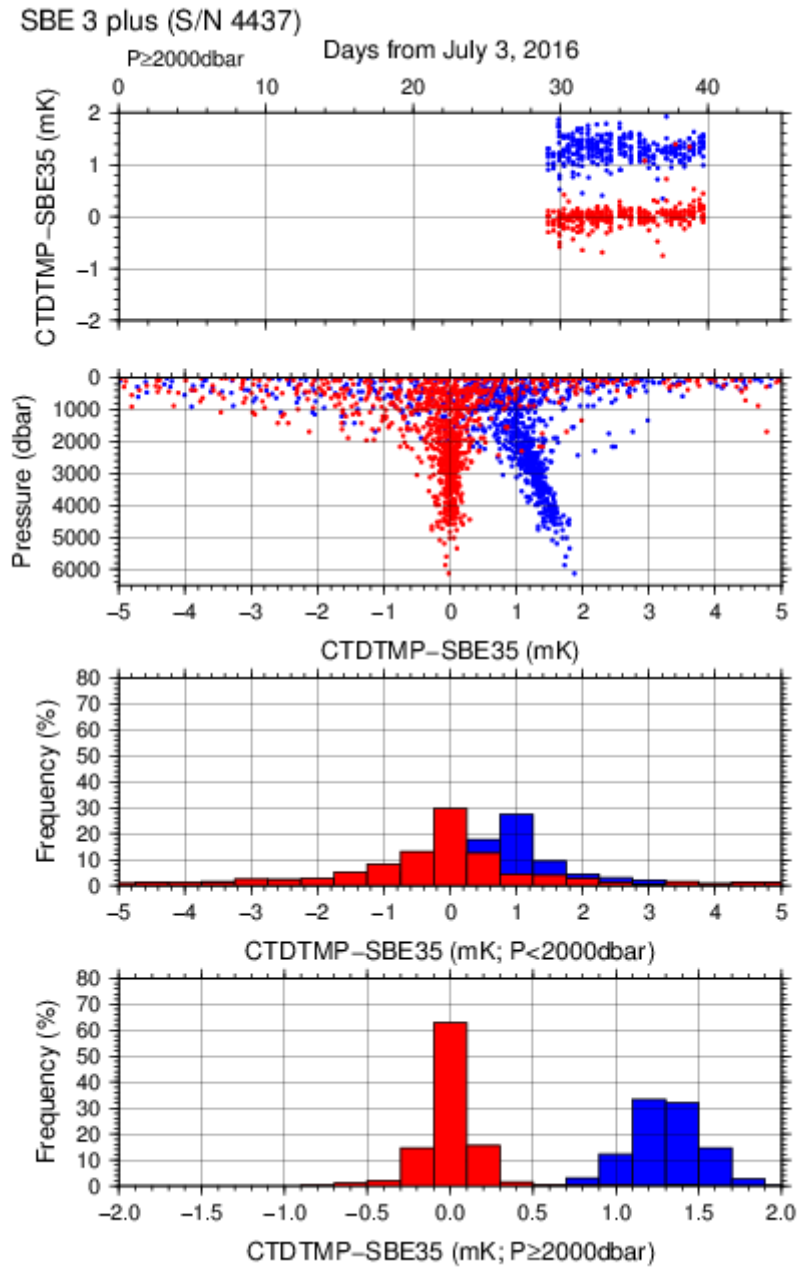 SBE 3 plus (S/N 4437)
P≥2000dbar Days from July 3, 2016
0 10 20 30 40
CTDTMP−SBE35 (mK)
2
1
0
−1
−2
Pressure (dbar)
0
1000
2000
3000
4000
5000
6000
−5 −4 −3 −2 −1 0 1 2 3 4 5
CTDTMP−SBE35 (mK)
Frequency (%)
80
70
60
50
40
30
20
10
0
−5 −4 −3 −2 −1 0 1 2 3 4 5
CTDTMP−SBE35 (mK; P<2000dbar)
Frequency (%)
80
70
60
50
40
30
20
10
0
−2.0 −1.5 −1.0 −0.5 0.0 0.5 1.0 1.5 2.0
CTDTMP−SBE35 (mK; P≥2000dbar)